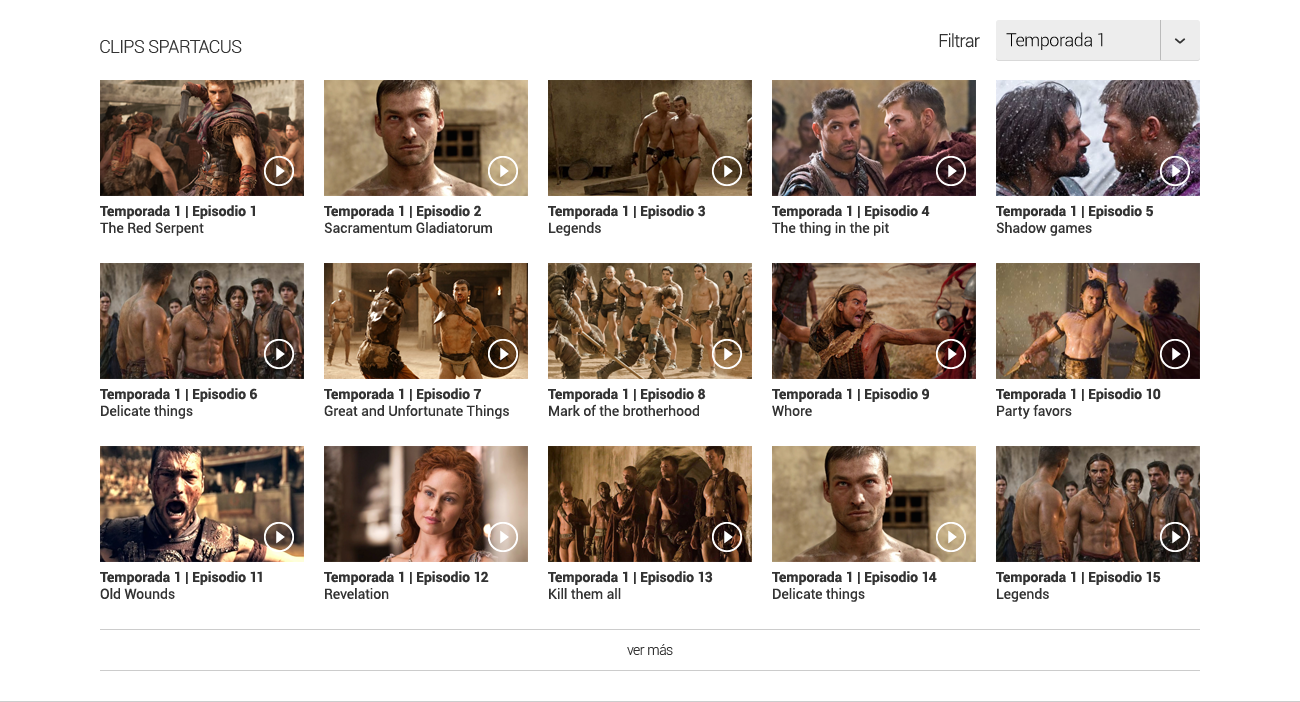 CLIPS SPARTACUS
Filtrar
Temporada 1
Temporada 1 | Episodio 1
The Red Serpent
Temporada 1 | Episodio 2
Sacramentum Gladiatorum
Temporada 1 | Episodio 3
Legends
Temporada 1 | Episodio 4
The thing in the pit
Temporada 1 | Episodio 5
Shadow games
Temporada 1 | Episodio 6
Delicate things
Temporada 1 | Episodio 7
Great and Unfortunate Things
Temporada 1 | Episodio 8
Mark of the brotherhood
Temporada 1 | Episodio 9
Whore
Temporada 1 | Episodio 10
Party favors
Temporada 1 | Episodio 11
Old Wounds
Temporada 1 | Episodio 12
Revelation
Temporada 1 | Episodio 13
Kill them all
Temporada 1 | Episodio 14
Delicate things
Temporada 1 | Episodio 15
Legends
ver más